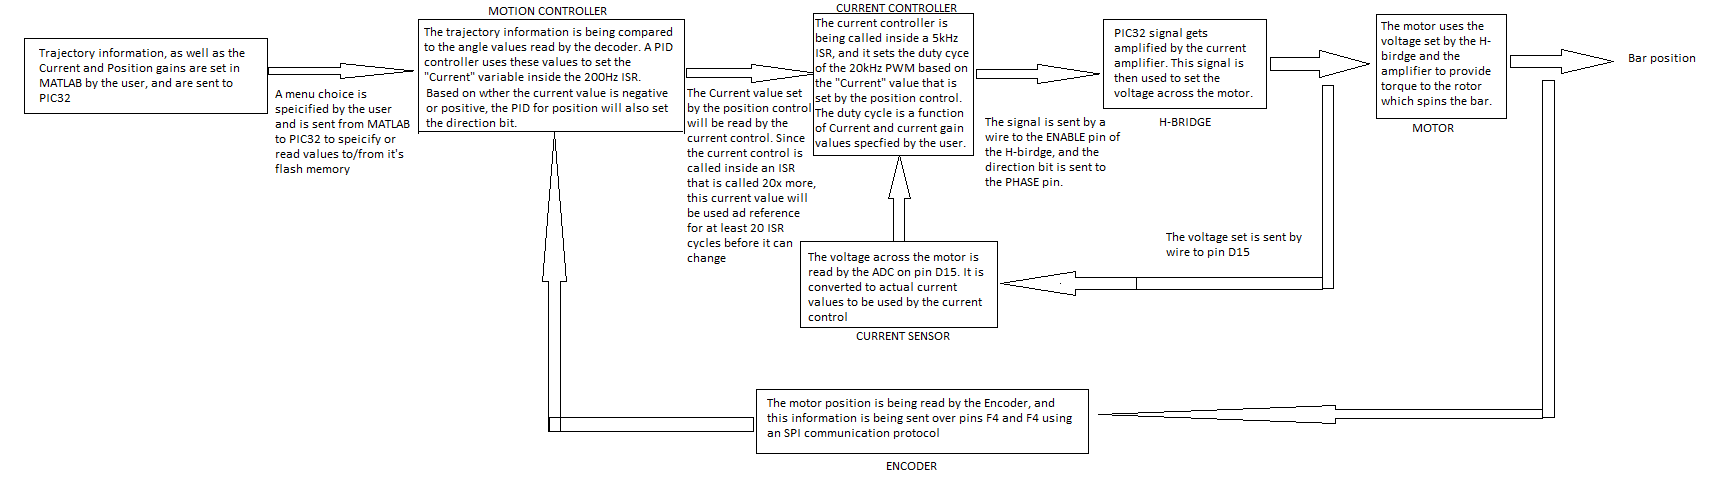 MOTION CONTROLLER
CURRENT CONTROLLER
Trajectory information, as well as the
Current and Position gains are set in
MATLAB by the user, and are sent to
PIC32
A menu choice is
speicified by the user
and is sent from MATLAB
to PIC32 to speicify or
read values to/from it's
flash memory
The trajectory information is being compared
to the angle values read by the decoder. A PID
controller uses these values to set the
"Current" variable inside the 200Hz ISR.
Based on wther the current value is negative
or positive, the PID for position will also set
the direction bit.
The Current value set
by the position control
will be read by the
current control. Since
the current control is
called inside an ISR
that is called 20x more,
this current value will
be used ad reference
for at least 20 ISR
cycles before it can
change
The current controller is
being called inside a 5kHz
ISR, and it sets the duty cyce
of the 20kHz PWM based on
the "Current" value that is
set by the position control.
The duty cycle is a function
of Current and current gain
values specfied by the user.
The signal is sent by a
wire to the ENABLE pin of
the H-birdge, and the
direction bit is sent to
the PHASE pin.
PIC32 signal gets
amplified by the current
amplifier. This signal is
then used to set the
voltage across the motor.
H-BRIDGE
The motor uses the
voltage set by the H-
birdge and the
amplifier to provide
torque to the rotor
which spins the bar.
MOTOR
Bar position
The voltage set is sent by
wire to pin D15
The voltage across the motor is
read by the ADC on pin D15. It is
converted to actual current
values to be used by the current
control
CURRENT SENSOR
The motor position is being read by the Encoder, and
this information is being sent over pins F4 and F4 using
an SPI communication protocol
ENCODER